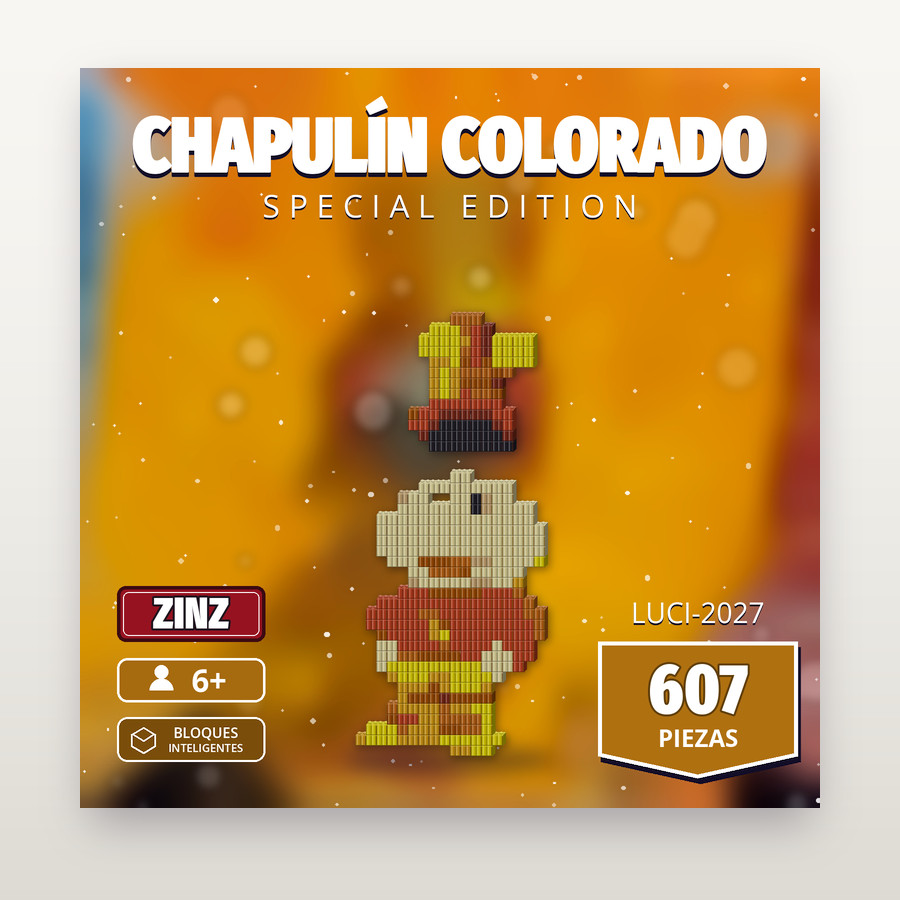 CHAPULÍN COLORADO
SPECIAL EDITION
ZINZ
6+
BLOQUES
INTELIGENTES
LUCI-2027
607
PIEZAS